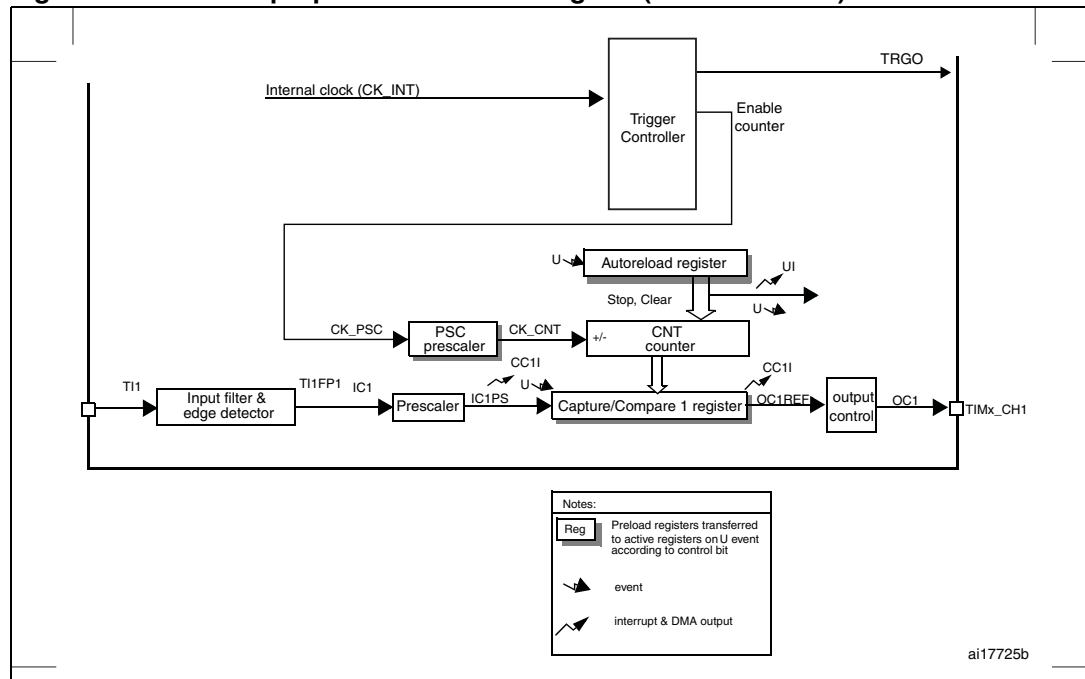 TRGO
Internal clock (CK_INT)
Trigger
Controller
Enable
counter
U
Autoreload register
UI
Stop, Clear
U
CK_PSC
PSC
prescaler
CK_CNT
+/-
CNT
counter
CC1I
CC1I
TI1
Input filter &
edge detector
TI1FP1
IC1
Prescaler
IC1PS
U
Capture/Compare 1 register
OC1REF
output
control
OC1
TIMx_CH1
Notes:
Reg
Preload registers transferred
to active registers on U event
according to control bit
event
interrupt & DMA output
ai17725b